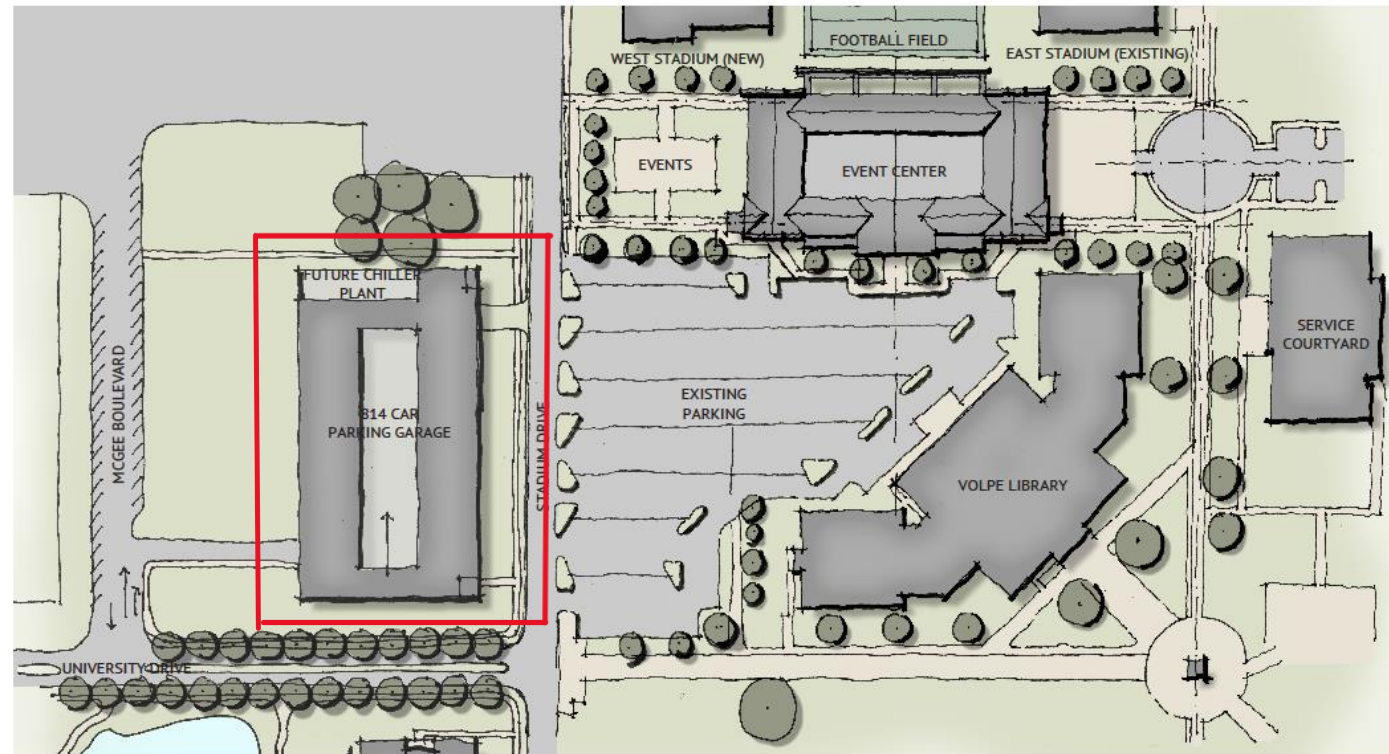 FOOTBALL FIELD
WEST STADIUM (NEW)
EAST STADIUM (EXISTING)
EVENTS
EVENT CENTER
FUTURE CHILLER
PLANT
SERVICE
COURTYARD
EXISTING
PARKING
814 CAR
PARKING GARAGE
MCGEE BOULEVARD
STADIUM DRIVE
VOLPE LIBRARY
UNIVERSITY DRIVE